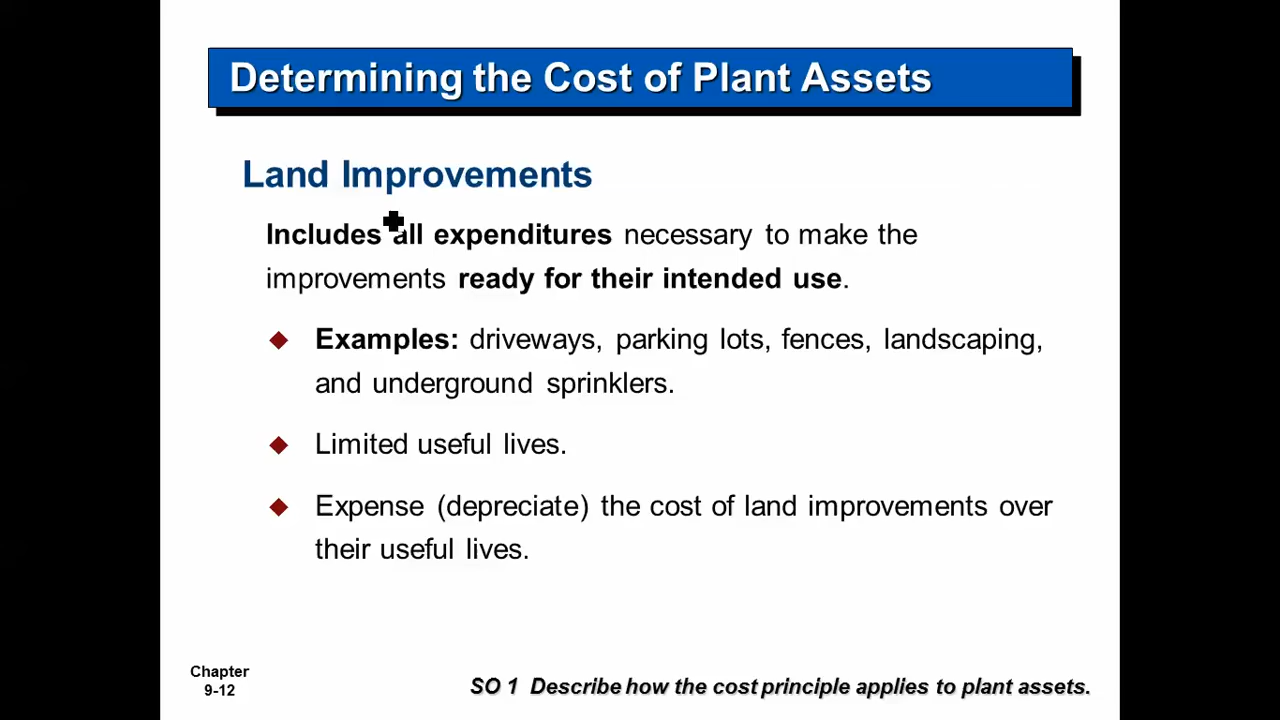 Determining the Cost of Plant Assets
Land Improvements
Includes all expenditures necessary to make the
improvements ready for their intended use.
Examples: driveways, parking lots, fences, landscaping,
and underground sprinklers.
Limited useful lives.
Expense (depreciate) the cost of land improvements over
their useful lives.
Chapter
9-12
SO 1 Describe how the cost principle applies to plant assets.